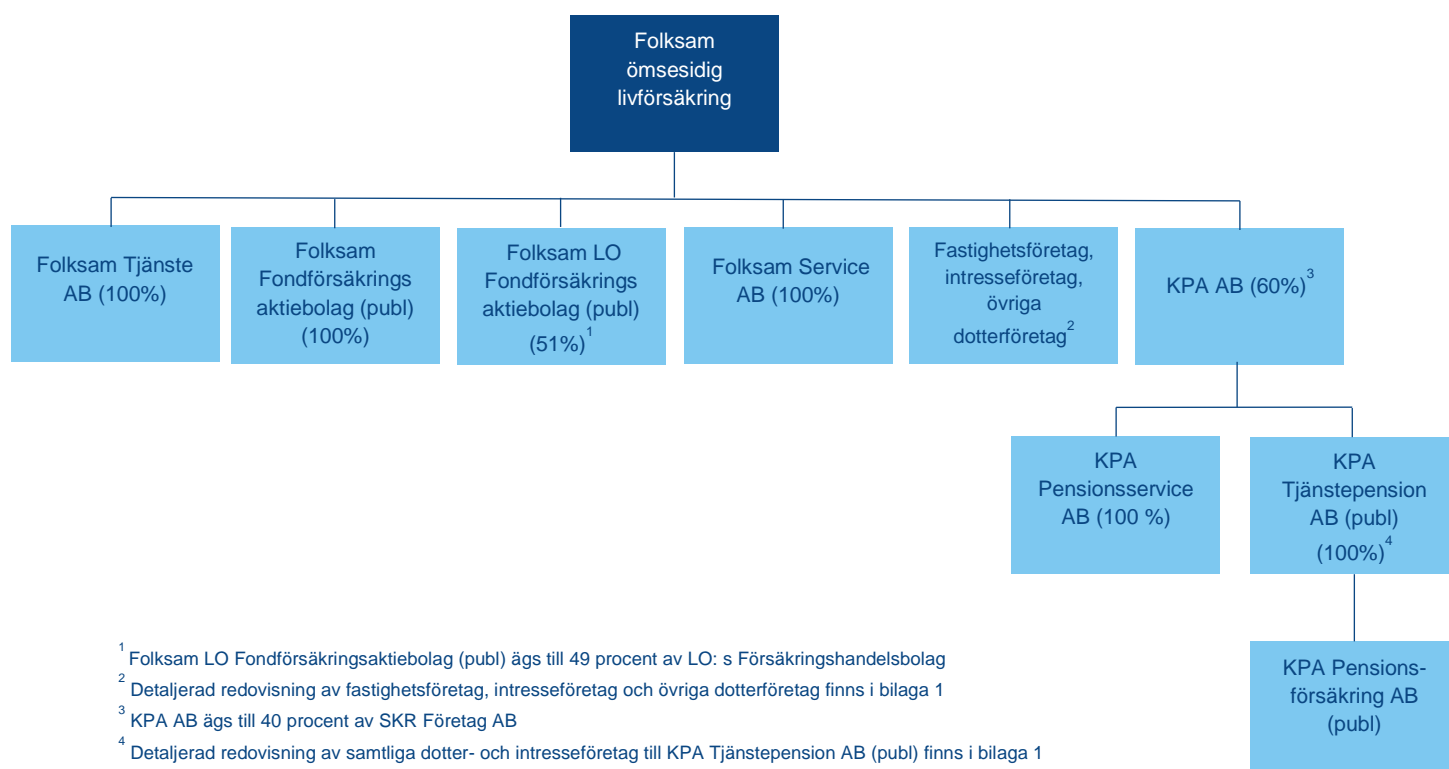 Folksam
ömsesidig
livförsäkring
Folksam Tjänste
AB (100%)
Folksam
Fondförsäkrings
aktiebolag (publ)
(100%)
Folksam LO
Fondförsäkrings
aktiebolag (publ)
(51%)1
Folksam Service
AB (100%)
Fastighetsföretag,
intresseföretag,
övriga
dotterföretag2
KPA AB (60%)3
KPA
Pensionsservice
AB (100 %)
KPA
Tjänstepension
AB (publ)
(100%)4
KPA Pensions-
försäkring AB
(publ)
1 Folksam LO Fondförsäkringsaktiebolag (publ) ägs till 49 procent av LO: s Försäkringshandelsbolag
2 Detaljerad redovisning av fastighetsföretag, intresseföretag och övriga dotterföretag finns i bilaga 1
3 KPA AB ägs till 40 procent av SKR Företag AB
4 Detaljerad redovisning av samtliga dotter- och intresseföretag till KPA Tjänstepension AB (publ) finns i bilaga 1